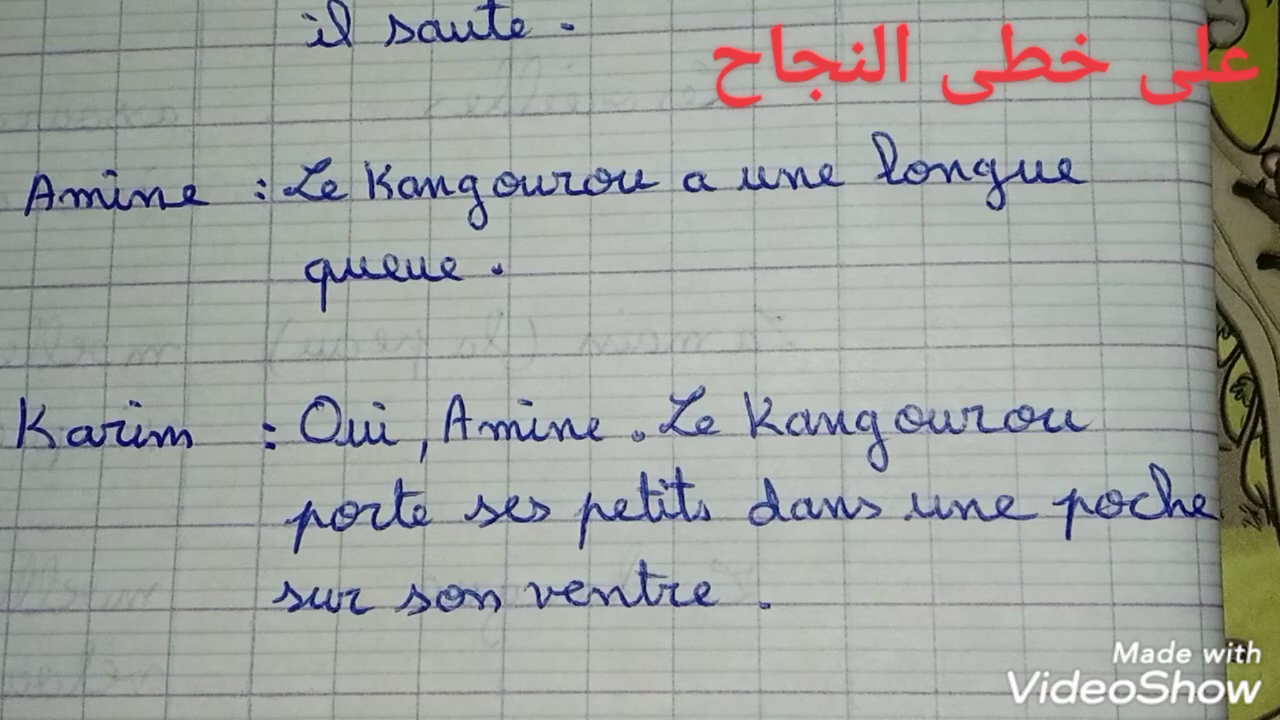 il saute.
على خطى النجاح
Amine : Le Kangourou a une longue
queue.
Karim : Oui, Amine. Le Kangourou
porte ses petits dans une poche
sur son ventre.
Made with
VideoShow